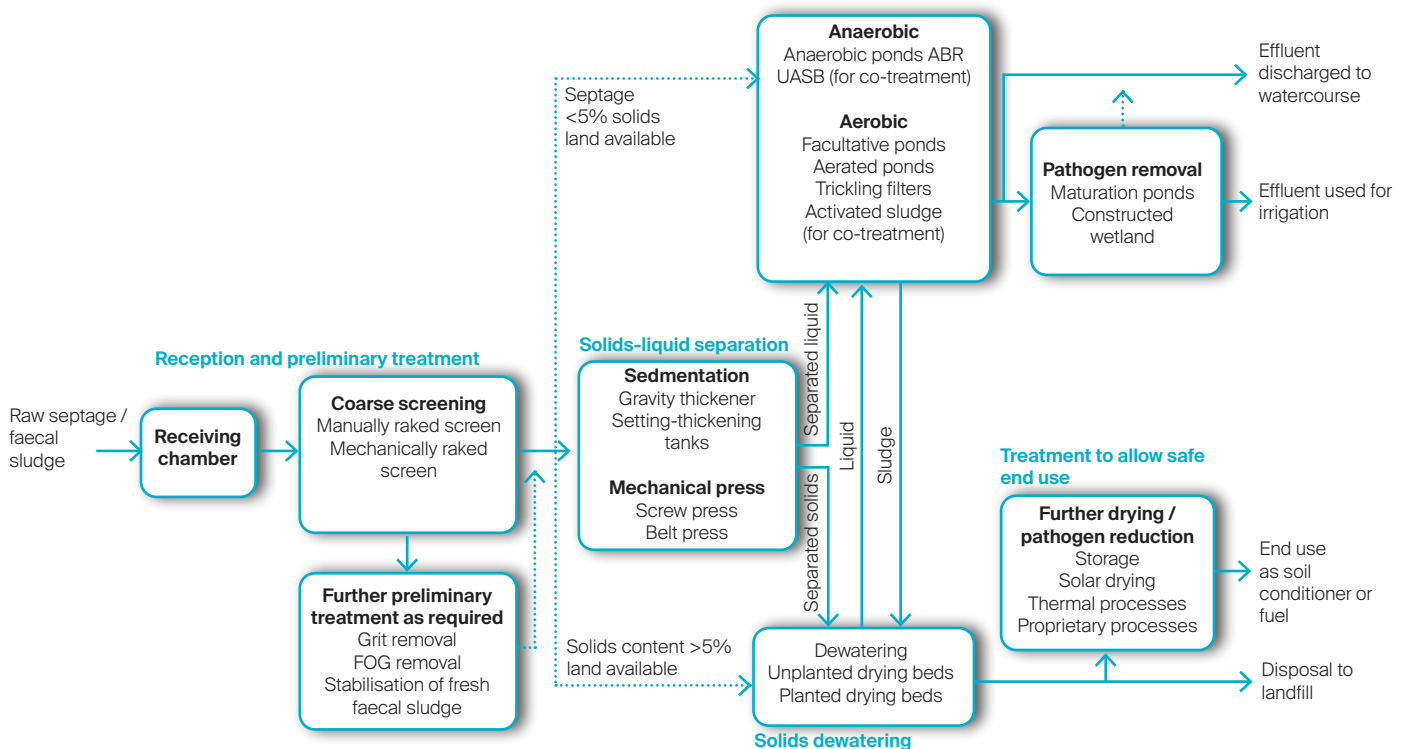 Anaerobic
Anaerobic ponds ABR
UASB (for co-treatment)
Aerobic
Facultative ponds
Aerated ponds
Trickling filters
Activated sludge
(for co-treatment)
Effluent
discharged to
watercourse
Septage
<5% solids
land available
Pathogen removal
Maturation ponds
Constructed
wetland
Effluent used for
irrigation
Reception and preliminary treatment
Raw septage /
faecal
sludge
Receiving
chamber
Coarse screening
Manually raked screen
Mechanically raked
screen
Further preliminary
treatment as required
Grit removal
FOG removal
Stabilisation of fresh
faecal sludge
Solids-liquid separation
Sedmentation
Gravity thickener
Setting-thickening
tanks
Mechanical press
Screw press
Belt press
Separated liquid
Separated solids
Liquid
Sludge
Solids content >5%
land available
Dewatering
Unplanted drying beds
Planted drying beds
Solids dewatering
Treatment to allow safe
end use
Further drying /
pathogen reduction
Storage
Solar drying
Thermal processes
Proprietary processes
End use
as soil
conditioner or
fuel
Disposal to
landfill